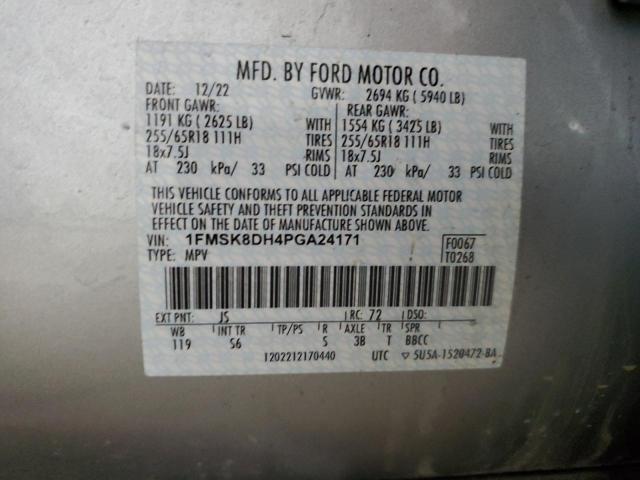 MFD. BY FORD MOTOR CO.
DATE: 12/22 GVWR: 2694 KG ( 5940 LB)
FRONT GAWR: REAR GAWR:
1191 KG ( 2625 LB) WITH 1554 KG ( 3425 LB) WITH
255/65R18 111H TIRES 255/65R18 111H TIRES
18x7.5J RIMS 18x7.5J RIMS
AT 230 kPa/ 33 PSI COLD AT 230 kPa/ 33 PSI COLD
THIS VEHICLE CONFORMS TO ALL APPLICABLE FEDERAL MOTOR
VEHICLE SAFETY AND THEFT PREVENTION STANDARDS IN
EFFECT ON THE DATE OF MANUFACTURE SHOWN ABOVE.
VIN: 1FMSK8DH4PGA24171 F0067
TYPE: MPV T0268
EXT PNT: JS RC: 72 DSO:
WB INT TR TP/PS R AXLE TR SPR
119 S6 S 3B T BBCC
1202212170440 UTC ▽ 5U5A-1520472-BA